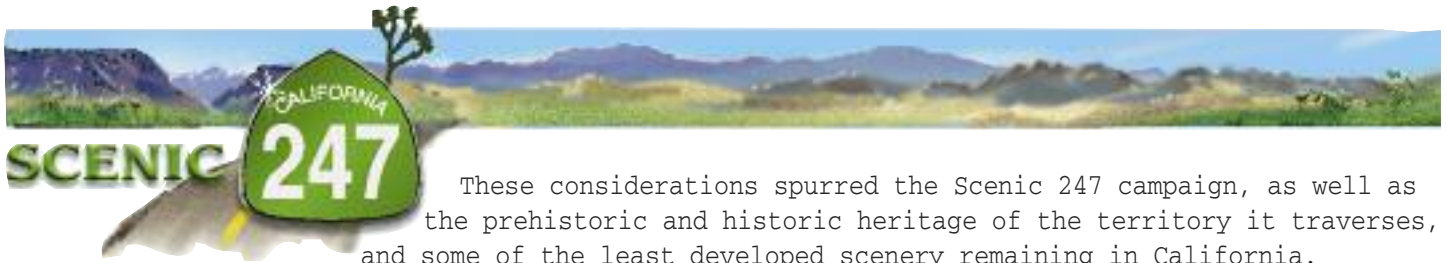 CALIFORNIA
SCENIC 247
These considerations spurred the Scenic 247 campaign, as well as
the prehistoric and historic heritage of the territory it traverses,
and some of the least developed scenery remaining in California.